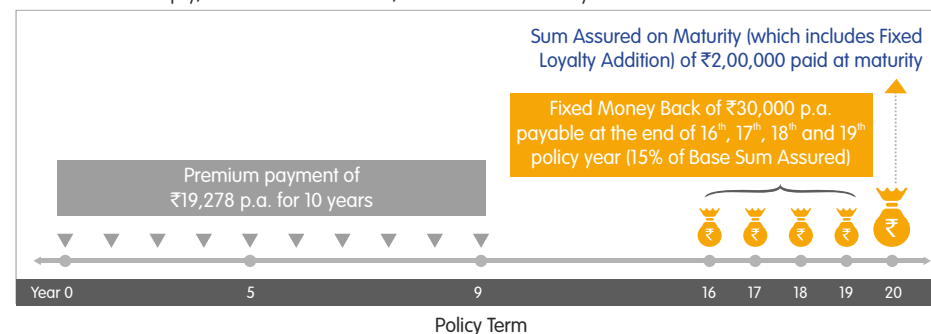 Sum Assured on Maturity (which includes Fixed
Loyalty Addition) of ₹2,00,000 paid at maturity
Fixed Money Back of ₹30,000 p.a.
payable at the end of 16th, 17th, 18th and 19th
policy year (15% of Base Sum Assured)
Premium payment of
₹19,278 p.a. for 10 years
₹ ₹ ₹ ₹ ₹
Year 0 5 9 16 17 18 19 20
Policy Term